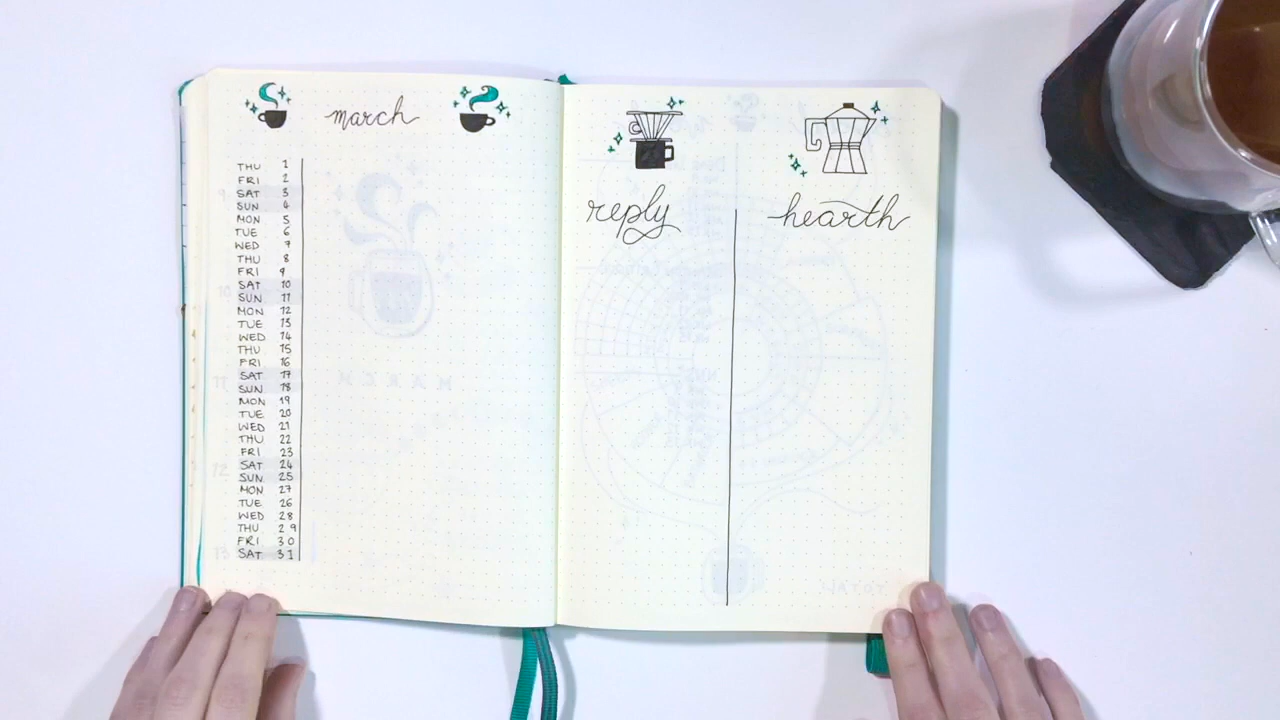 march
THU 1
FRI 2
SAT 3
SUN 4
MON 5
TUE 6
WED 7
THU 8
FRI 9
SAT 10
SUN 11
MON 12
TUE 13
WED 14
THU 15
FRI 16
SAT 17
SUN 18
MON 19
TUE 20
WED 21
THU 22
FRI 23
SAT 24
SUN 25
MON 27
TUE 26
WED 28
THU 29
FRI 30
SAT 31
reply
hearth